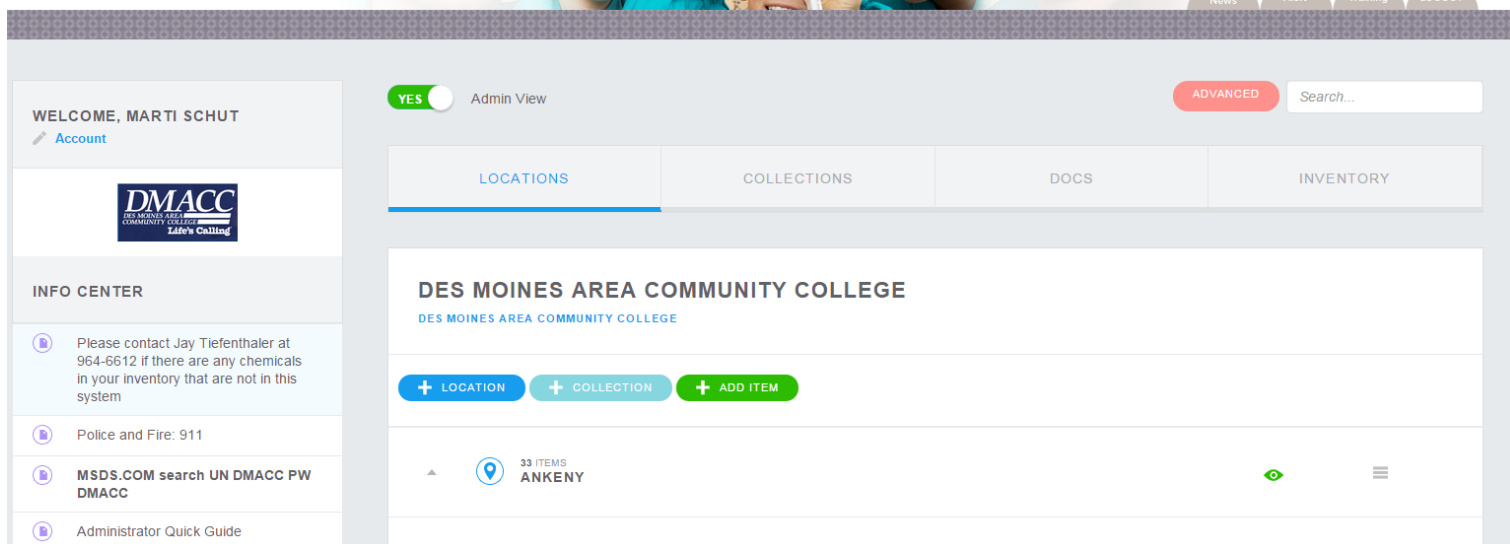 News
LOGOUT
WELCOME, MARTI SCHUT
Account
DMACC
DES MOINES AREA
COMMUNITY COLLEGE
Life's Calling
INFO CENTER
Please contact Jay Tiefenthaler at
964-6612 if there are any chemicals
in your inventory that are not in this
system
Police and Fire: 911
MSDS.COM search UN DMACC PW
DMACC
Administrator Quick Guide
YES Admin View
ADVANCED Search...
LOCATIONS COLLECTIONS DOCS INVENTORY
DES MOINES AREA COMMUNITY COLLEGE
DES MOINES AREA COMMUNITY COLLEGE
+ LOCATION + COLLECTION + ADD ITEM
33 ITEMS
ANKENY